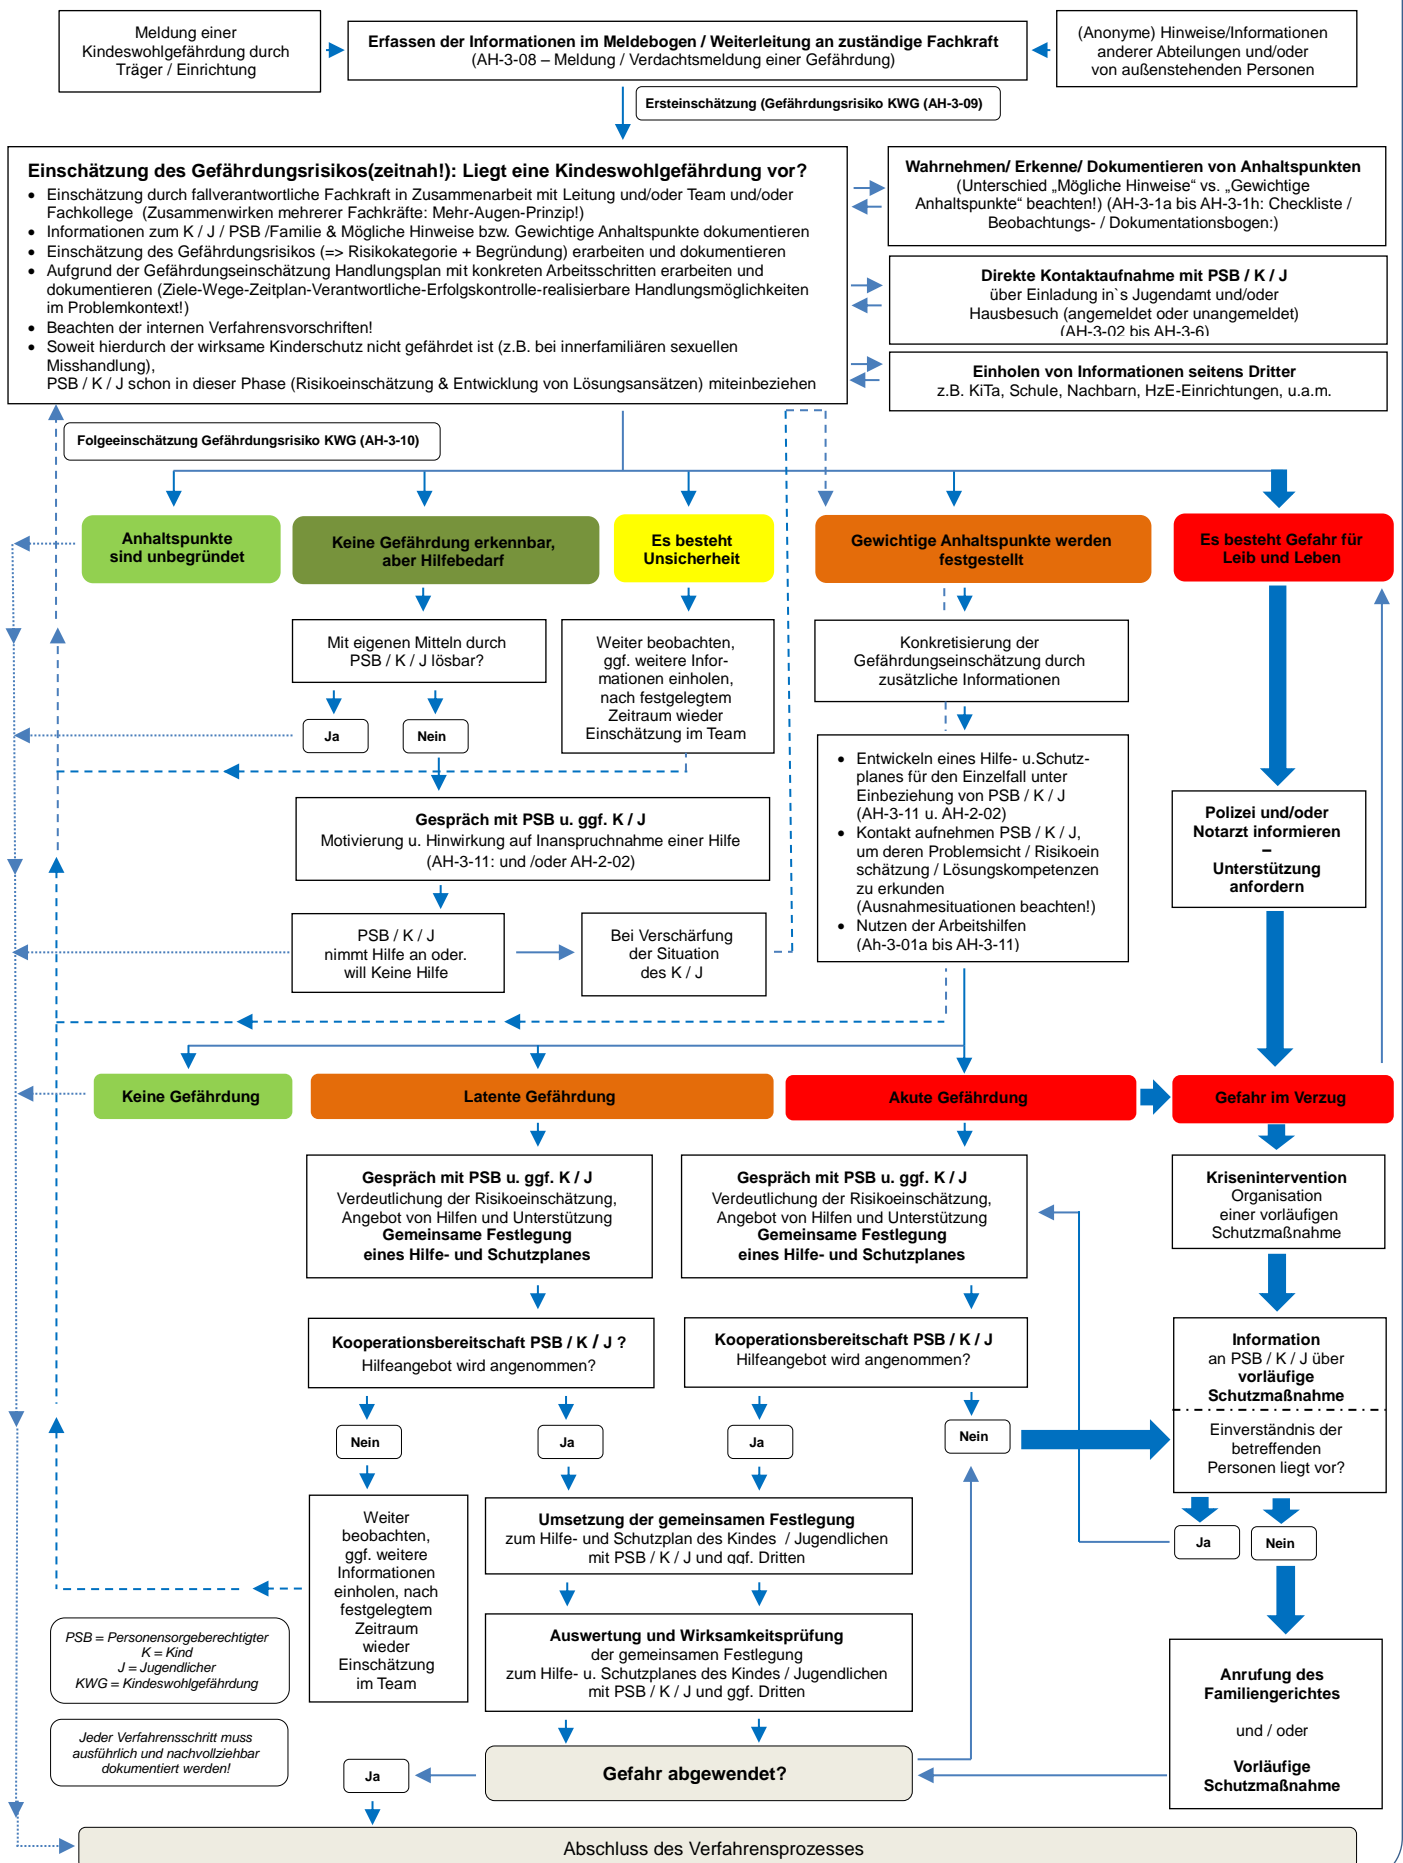 Meldung einer
Kindeswohlgefährdung durch
Träger / Einrichtung
Erfassen der Informationen im Meldebogen / Weiterleitung an zuständige Fachkraft
(AH-3-08 – Meldung / Verdachtsmeldung einer Gefährdung)
(Anonyme) Hinweise/Informationen
anderer Abteilungen und/oder
von außenstehenden Personen
Ersteinschätzung (Gefährdungsrisiko KWG (AH-3-09)
Einschätzung des Gefährdungsrisikos(zeitnah!): Liegt eine Kindeswohlgefährdung vor?
• Einschätzung durch fallverantwortliche Fachkraft in Zusammenarbeit mit Leitung und/oder Team und/oder
Fachkollege (Zusammenwirken mehrerer Fachkräfte: Mehr-Augen-Prinzip!)
• Informationen zum K / J / PSB /Familie & Mögliche Hinweise bzw. Gewichtige Anhaltspunkte dokumentieren
• Einschätzung des Gefährdungsrisikos (=> Risikokategorie + Begründung) erarbeiten und dokumentieren
• Aufgrund der Gefährdungseinschätzung Handlungsplan mit konkreten Arbeitsschritten erarbeiten und
dokumentieren (Ziele-Wege-Zeitplan-Verantwortliche-Erfolgskontrolle-realisierbare Handlungsmöglichkeiten
im Problemkontext!)
• Beachten der internen Verfahrensvorschriften!
• Soweit hierdurch der wirksame Kinderschutz nicht gefährdet ist (z.B. bei innerfamiliären sexuellen
Misshandlung),
PSB / K / J schon in dieser Phase (Risikoeinschätzung & Entwicklung von Lösungsansätzen) miteinbeziehen
Wahrnehmen/ Erkenne/ Dokumentieren von Anhaltspunkten
(Unterschied „Mögliche Hinweise" vs. „Gewichtige
Anhaltspunkte" beachten!) (AH-3-1a bis AH-3-1h: Checkliste /
Beobachtungs- / Dokumentationsbogen:)
Direkte Kontaktaufnahme mit PSB / K / J
über Einladung in`s Jugendamt und/oder
Hausbesuch (angemeldet oder unangemeldet)
(AH-3-02 bis AH-3-6)
Einholen von Informationen seitens Dritter
z.B. KiTa, Schule, Nachbarn, HzE-Einrichtungen, u.a.m.
Folgeeinschätzung Gefährdungsrisiko KWG (AH-3-10)
Anhaltspunkte
sind unbegründet
Keine Gefährdung erkennbar,
aber Hilfebedarf
Es besteht
Unsicherheit
Gewichtige Anhaltspunkte werden
festgestellt
Es besteht Gefahr für
Leib und Leben
Mit eigenen Mitteln durch
PSB / K / J lösbar?
Ja
Nein
Weiter beobachten,
ggf. weitere Infor-
mationen einholen,
nach festgelegtem
Zeitraum wieder
Einschätzung im Team
Konkretisierung der
Gefährdungseinschätzung durch
zusätzliche Informationen
Gespräch mit PSB u. ggf. K / J
Motivierung u. Hinwirkung auf Inanspruchnahme einer Hilfe
(AH-3-11: und /oder AH-2-02)
• Entwickeln eines Hilfe- u.Schutz-
planes für den Einzelfall unter
Einbeziehung von PSB / K / J
(AH-3-11 u. AH-2-02)
• Kontakt aufnehmen PSB / K / J,
um deren Problemsicht / Risikoein
schätzung / Lösungskompetenzen
zu erkunden
(Ausnahmesituationen beachten!)
• Nutzen der Arbeitshilfen
(Ah-3-01a bis AH-3-11)
Polizei und/oder
Notarzt informieren
–
Unterstützung
anfordern
PSB / K / J
nimmt Hilfe an oder.
will Keine Hilfe
Bei Verschärfung
der Situation
des K / J
Keine Gefährdung
Latente Gefährdung
Akute Gefährdung
Gefahr im Verzug
Gespräch mit PSB u. ggf. K / J
Verdeutlichung der Risikoeinschätzung,
Angebot von Hilfen und Unterstützung
Gemeinsame Festlegung
eines Hilfe- und Schutzplanes
Gespräch mit PSB u. ggf. K / J
Verdeutlichung der Risikoeinschätzung,
Angebot von Hilfen und Unterstützung
Gemeinsame Festlegung
eines Hilfe- und Schutzplanes
Krisenintervention
Organisation
einer vorläufigen
Schutzmaßnahme
Kooperationsbereitschaft PSB / K / J ?
Hilfeangebot wird angenommen?
Kooperationsbereitschaft PSB / K / J
Hilfeangebot wird angenommen?
Information
an PSB / K / J über
vorläufige
Schutzmaßnahme
Einverständnis der
betreffenden
Personen liegt vor?
Nein
Ja
Ja
Nein
Ja
Nein
Weiter
beobachten,
ggf. weitere
Informationen
einholen, nach
festgelegtem
Zeitraum
wieder
Einschätzung
im Team
Umsetzung der gemeinsamen Festlegung
zum Hilfe- und Schutzplan des Kindes / Jugendlichen
mit PSB / K / J und ggf. Dritten
Auswertung und Wirksamkeitsprüfung
der gemeinsamen Festlegung
zum Hilfe- u. Schutzplanes des Kindes / Jugendlichen
mit PSB / K / J und ggf. Dritten
Anrufung des
Familiengerichtes
und / oder
Vorläufige
Schutzmaßnahme
PSB = Personensorgeberechtigter
K = Kind
J = Jugendlicher
KWG = Kindeswohlgefährdung
Jeder Verfahrensschritt muss
ausführlich und nachvollziehbar
dokumentiert werden!
Ja
Gefahr abgewendet?
Abschluss des Verfahrensprozesses